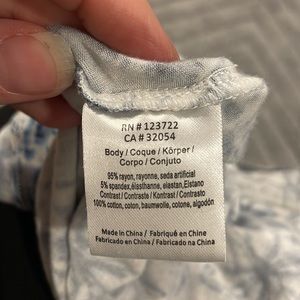 RN # 123722
CA # 32054
Body / Coque / Körper /
Corpo / Conjuto
95% rayon, rayonne, seda artificial
5% spandex, élasthanne, elastan, Elastano
Contrast / Contraste / Kontrast / Contrasto
100% cotton, coton, baumwolle, cotone, algodón
Made in China / Fabriqué en Chine
Fabricado en China / Fabricado na China